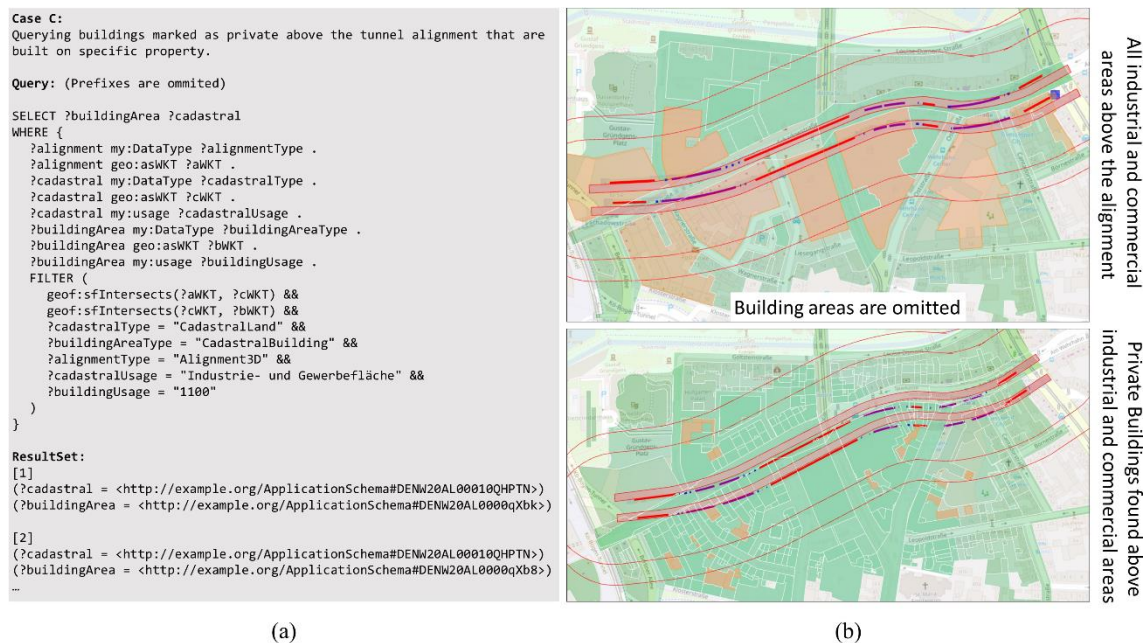 Case C:
Querying buildings marked as private above the tunnel alignment that are
built on specific property.
Query: (Prefixes are ommited)
SELECT ?buildingArea ?cadastral
WHERE {
?alignment my:DataType ?alignmentType .
?alignment geo:asWKT ?aWKT .
?cadastral my:DataType ?cadastralType .
?cadastral geo:asWKT ?cWKT .
?cadastral my:usage ?cadastralUsage .
?buildingArea my:DataType ?buildingAreaType .
?buildingArea geo:asWKT ?bWKT .
?buildingArea my:usage ?buildingUsage .
FILTER (
geof:sfIntersects(?aWKT, ?cWKT) &&
geof:sfIntersects(?cWKT, ?bWKT) &&
?cadastralType = "CadastralLand" &&
?buildingAreaType = "CadastralBuilding" &&
?alignmentType = "Alignment3D" &&
?cadastralUsage = "Industrie- und Gewerbefläche" &&
?buildingUsage = "1100"
)
}
ResultSet:
[1]
(?cadastral = <http://example.org/ApplicationSchema#DENW20AL00010QHPTN>)
(?buildingArea = <http://example.org/ApplicationSchema#DENW20AL0000qXbk>)
[2]
(?cadastral = <http://example.org/ApplicationSchema#DENW20AL00010QHPTN>)
(?buildingArea = <http://example.org/ApplicationSchema#DENW20AL0000qXb8>)
…
(a)
Gustav-
Gründgens-
Platz
Building areas are omitted
All industrial and commercial
areas above the alignment
Private Buildings found above
industrial and commercial areas
(b)